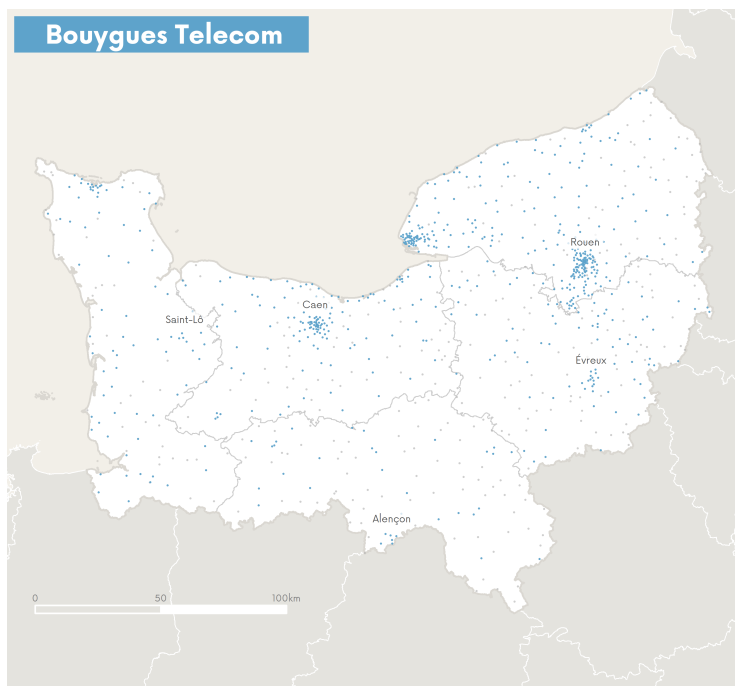 Bouygues Telecom
Rouen
Caen
Saint-Lô
Évreux
Alençon
0 50 100km